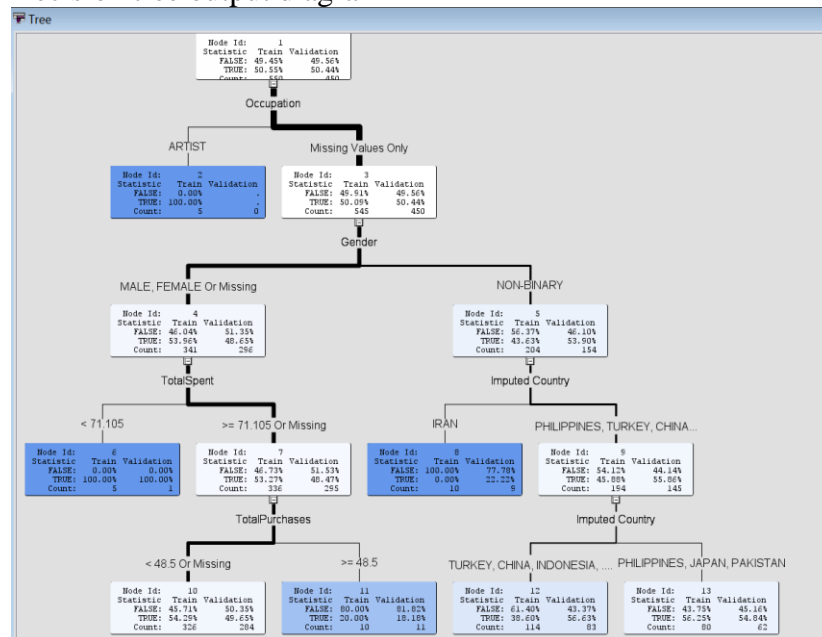 Tree
Node Id: 1
Statistic Train Validation
FALSE: 49.45% 49.56%
TRUE: 50.55% 50.44%
Count: 550 450
Occupation
ARTIST
Missing Values Only
Node Id: 2
Statistic Train Validation
FALSE: 0.00% .
TRUE: 100.00% .
Count: 5 0
Node Id: 3
Statistic Train Validation
FALSE: 49.91% 49.56%
TRUE: 50.09% 50.44%
Count: 545 450
Gender
MALE, FEMALE Or Missing
NON-BINARY
Node Id: 4
Statistic Train Validation
FALSE: 46.04% 51.35%
TRUE: 53.96% 48.65%
Count: 341 296
Node Id: 5
Statistic Train Validation
FALSE: 56.37% 46.10%
TRUE: 43.63% 53.90%
Count: 204 154
TotalSpent
Imputed Country
< 71.105
>= 71.105 Or Missing
IRAN
PHILIPPINES, TURKEY, CHINA...
Node Id: 6
Statistic Train Validation
FALSE: 0.00% 0.00%
TRUE: 100.00% 100.00%
Count: 5 1
Node Id: 7
Statistic Train Validation
FALSE: 46.73% 51.53%
TRUE: 53.27% 48.47%
Count: 336 295
Node Id: 8
Statistic Train Validation
FALSE: 100.00% 77.78%
TRUE: 0.00% 22.22%
Count: 10 9
Node Id: 9
Statistic Train Validation
FALSE: 54.12% 44.14%
TRUE: 45.88% 55.86%
Count: 194 145
TotalPurchases
Imputed Country
< 48.5 Or Missing
>= 48.5
TURKEY, CHINA, INDONESIA, ....
PHILIPPINES, JAPAN, PAKISTAN
Node Id: 10
Statistic Train Validation
FALSE: 45.71% 50.35%
TRUE: 54.29% 49.65%
Count: 326 284
Node Id: 11
Statistic Train Validation
FALSE: 80.00% 81.82%
TRUE: 20.00% 18.18%
Count: 10 11
Node Id: 12
Statistic Train Validation
FALSE: 61.40% 43.37%
TRUE: 38.60% 56.63%
Count: 114 83
Node Id: 13
Statistic Train Validation
FALSE: 43.75% 45.16%
TRUE: 56.25% 54.84%
Count: 80 62